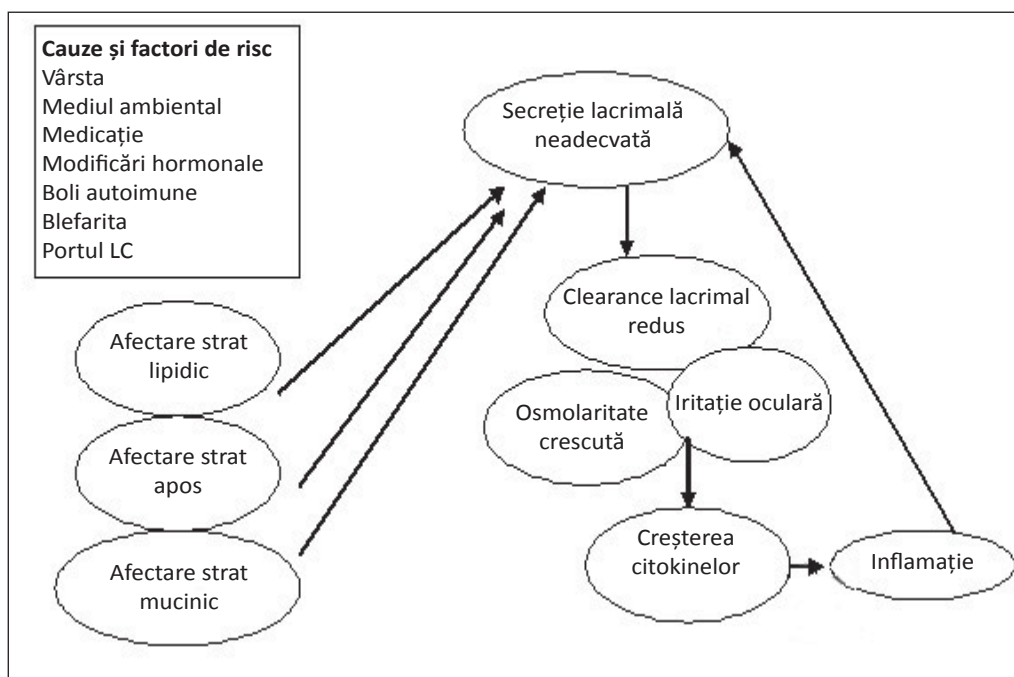 Cauze și factori de risc
Vârsta
Mediul ambiental
Medicație
Modificări hormonale
Boli autoimune
Blefarita
Portul LC
Secreție lacrimală
neadecvată
Clearance lacrimal
redus
Afectare strat
lipidic
Osmolaritate
crescută
Iritație oculară
Afectare strat
apos
Creșterea
citokinelor
Inflamație
Afectare strat
mucinic